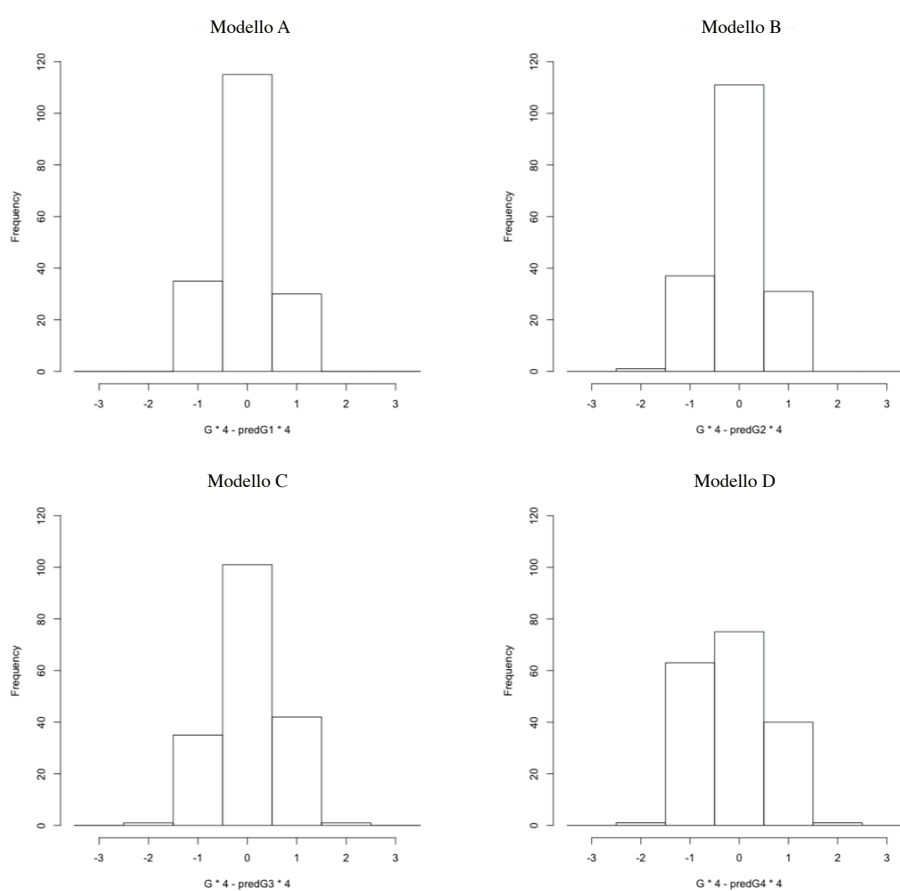 Modello A
Frequency
0 20 40 60 80 100 120
-3 -2 -1 0 1 2 3
G * 4 - predG1 * 4
Modello B
Frequency
0 20 40 60 80 100 120
-3 -2 -1 0 1 2 3
G * 4 - predG2 * 4
Modello C
Frequency
0 20 40 60 80 100 120
-3 -2 -1 0 1 2 3
G * 4 - predG3 * 4
Modello D
Frequency
0 20 40 60 80 100 120
-3 -2 -1 0 1 2 3
G * 4 - predG4 * 4